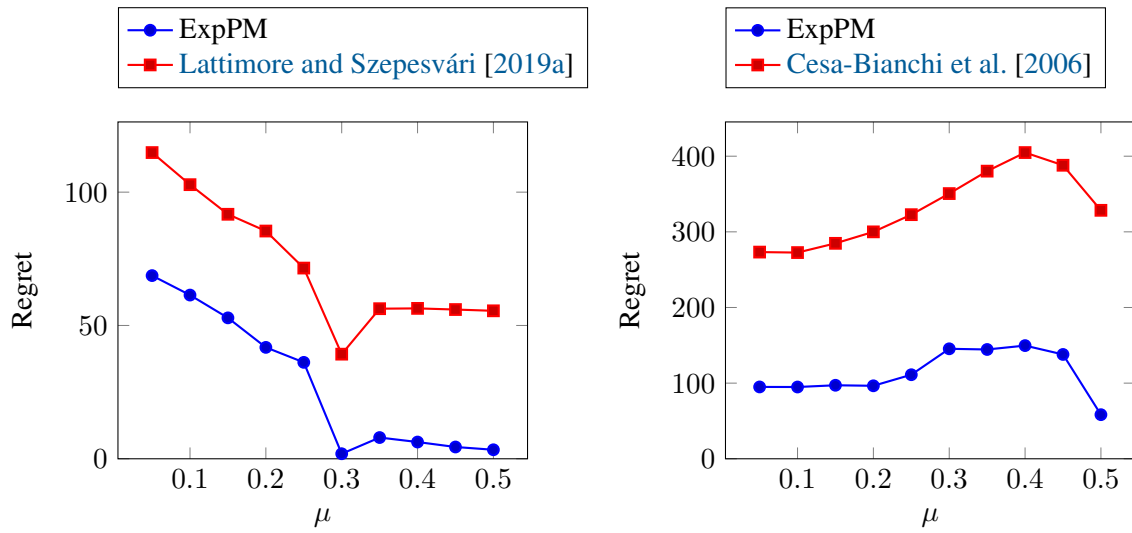 ExpPM
Lattimore and Szepesvári [2019a]
100
50
0
Regret
0.1 0.2 0.3 0.4 0.5
μ
ExpPM
Cesa-Bianchi et al. [2006]
400
300
200
100
0
Regret
0.1 0.2 0.3 0.4 0.5
μ